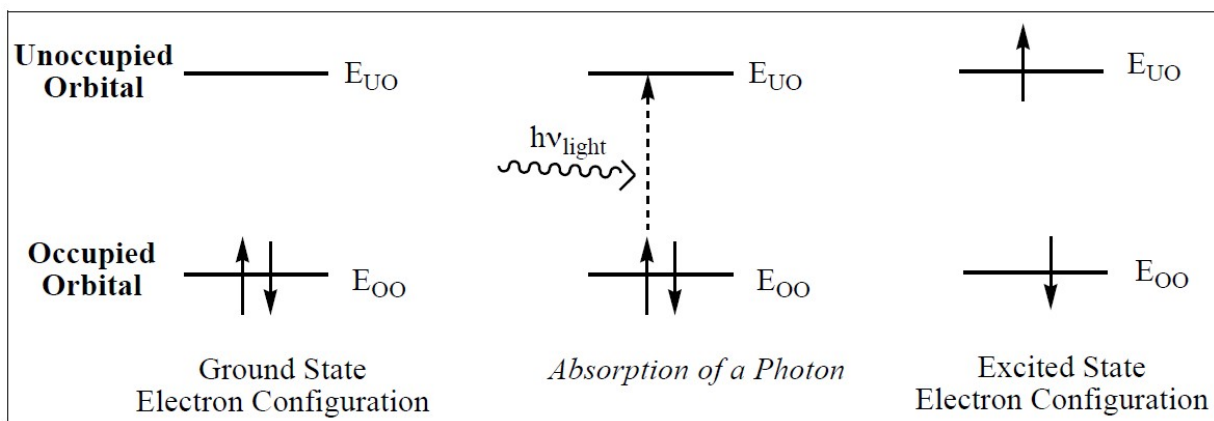 Unoccupied
Orbital
E_UO
E_UO
E_UO
hν_light
Occupied
Orbital
E_OO
E_OO
E_OO
Ground State
Electron Configuration
Absorption of a Photon
Excited State
Electron Configuration